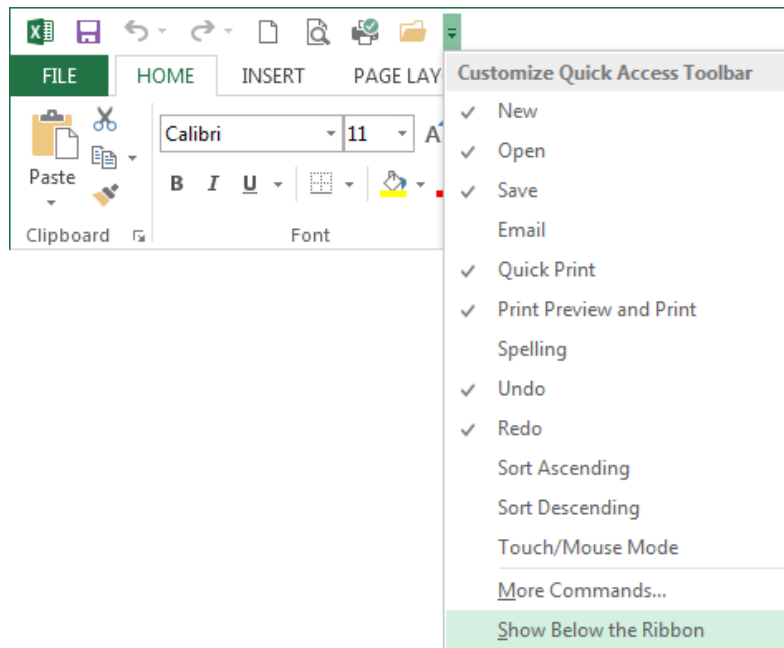 FILE HOME INSERT PAGE LAY
Calibri 11 A
Paste B I U
Clipboard Font
Customize Quick Access Toolbar
New
Open
Save
Email
Quick Print
Print Preview and Print
Spelling
Undo
Redo
Sort Ascending
Sort Descending
Touch/Mouse Mode
More Commands...
Show Below the Ribbon